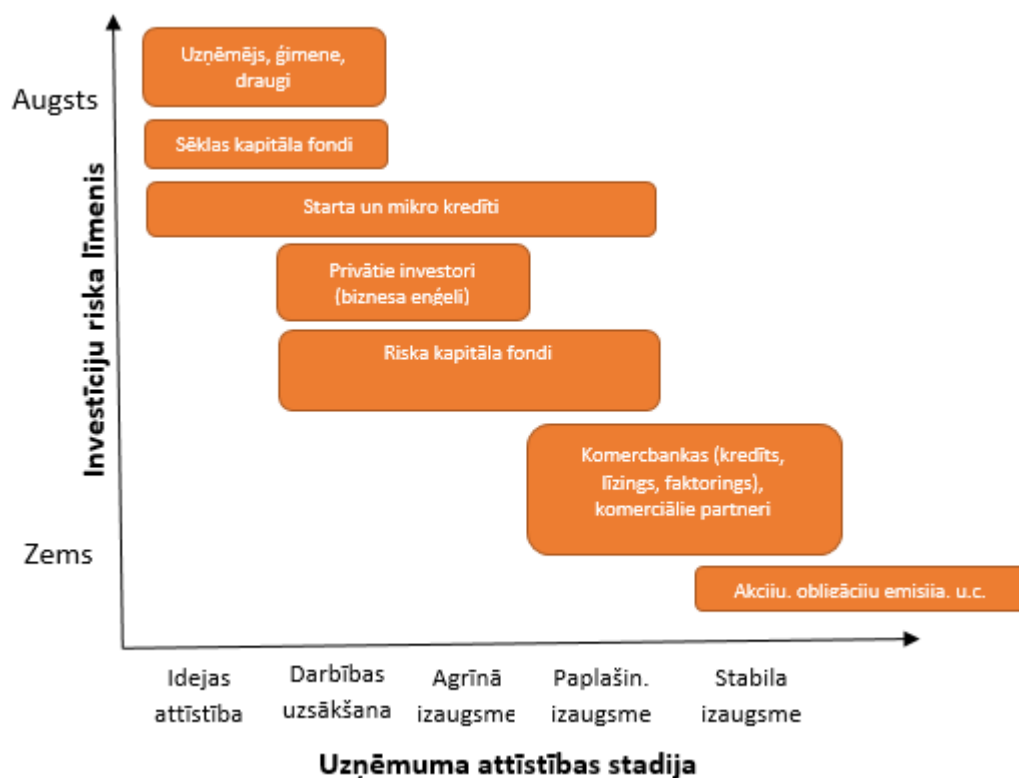 Uzņēmējs, ģimene,
draugi
Augsts
Sēklas kapitāla fondi
Starta un mikro kredīti
Privātie investori
(biznesa enģeļi)
Riska kapitāla fondi
Investīciju riska līmenis
Komercbankas (kredīts,
līzings, faktorings),
komerciālie partneri
Zems
Akciju, obligāciju emisija, u.c.
Idejas
attīstība
Darbības
uzsākšana
Agrīnā
izaugsme
Paplašin.
izaugsme
Stabila
izaugsme
Uzņēmuma attīstības stadija